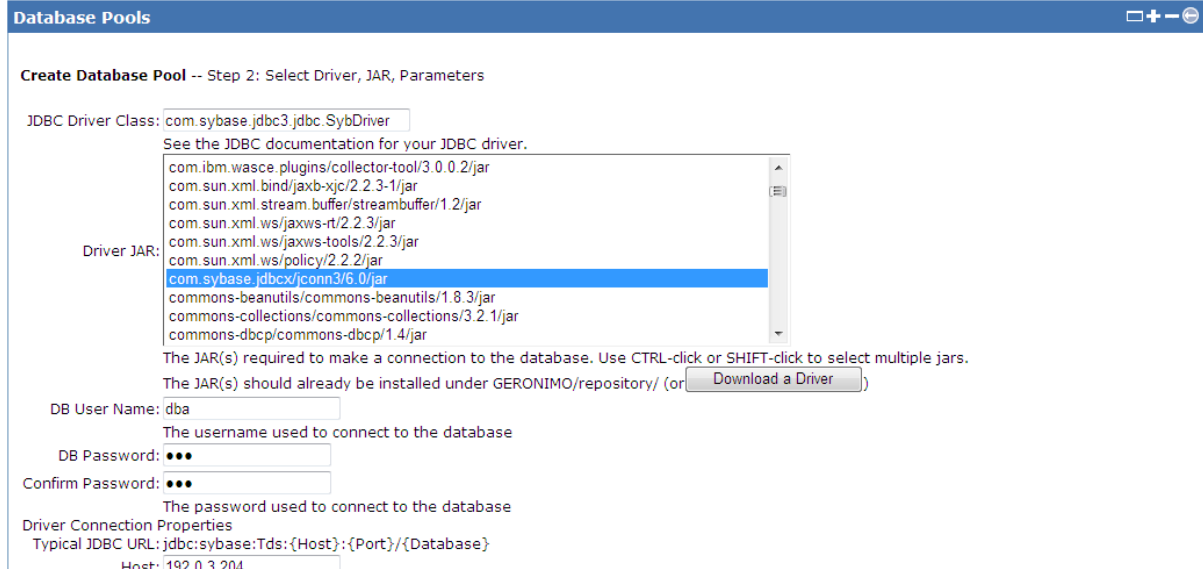 Database Pools
Create Database Pool -- Step 2: Select Driver, JAR, Parameters
JDBC Driver Class: com.sybase.jdbc3.jdbc.SybDriver
See the JDBC documentation for your JDBC driver.
com.ibm.wasce.plugins/collector-tool/3.0.0.2/jar
com.sun.xml.bind/jaxb-xjc/2.2.3-1/jar
com.sun.xml.stream.buffer/streambuffer/1.2/jar
com.sun.xml.ws/jaxws-rt/2.2.3/jar
com.sun.xml.ws/jaxws-tools/2.2.3/jar
Driver JAR:
com.sun.xml.ws/policy/2.2.2/jar
com.sybase.jdbcx/jconn3/6.0/jar
commons-beanutils/commons-beanutils/1.8.3/jar
commons-collections/commons-collections/3.2.1/jar
commons-dbcp/commons-dbcp/1.4/jar
The JAR(s) required to make a connection to the database. Use CTRL-click or SHIFT-click to select multiple jars.
The JAR(s) should already be installed under GERONIMO/repository/ (or Download a Driver )
DB User Name: dba
The username used to connect to the database
DB Password: •••
Confirm Password: •••
The password used to connect to the database
Driver Connection Properties
Typical JDBC URL: jdbc:sybase:Tds:{Host}:{Port}/{Database}
Host: 192.0.3.204